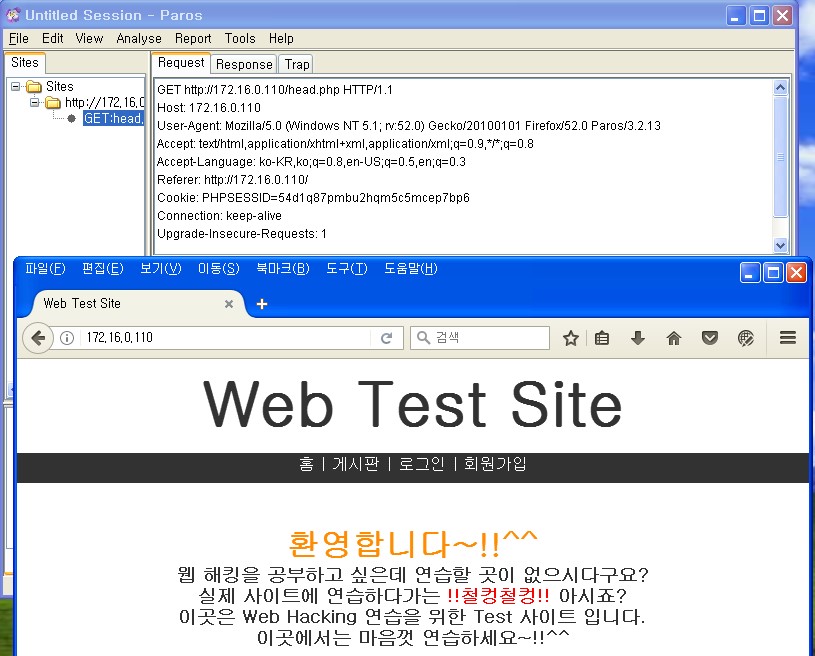 Untitled Session - Paros
File Edit View Analyse Report Tools Help
Sites
Request Response Trap
Sites
http://172.16.0
GET:head.
GET http://172.16.0.110/head.php HTTP/1.1
Host: 172.16.0.110
User-Agent: Mozilla/5.0 (Windows NT 5.1; rv:52.0) Gecko/20100101 Firefox/52.0 Paros/3.2.13
Accept: text/html,application/xhtml+xml,application/xml;q=0.9,*/*;q=0.8
Accept-Language: ko-KR,ko;q=0.8,en-US;q=0.5,en;q=0.3
Referer: http://172.16.0.110/
Cookie: PHPSESSID=54d1q87pmbu2hqm5c5mcep7bp6
Connection: keep-alive
Upgrade-Insecure-Requests: 1
파일(F) 편집(E) 보기(V) 이동(S) 북마크(B) 도구(T) 도움말(H)
Web Test Site
172.16.0.110
검색
Web Test Site
홈 | 게시판 | 로그인 | 회원가입
환영합니다~!!^^
웹 해킹을 공부하고 싶은데 연습할 곳이 없으시다구요?
실제 사이트에 연습하다가는 !!철컹철컹!! 아시죠?
이곳은 Web Hacking 연습을 위한 Test 사이트 입니다.
이곳에서는 마음껏 연습하세요~!!^^